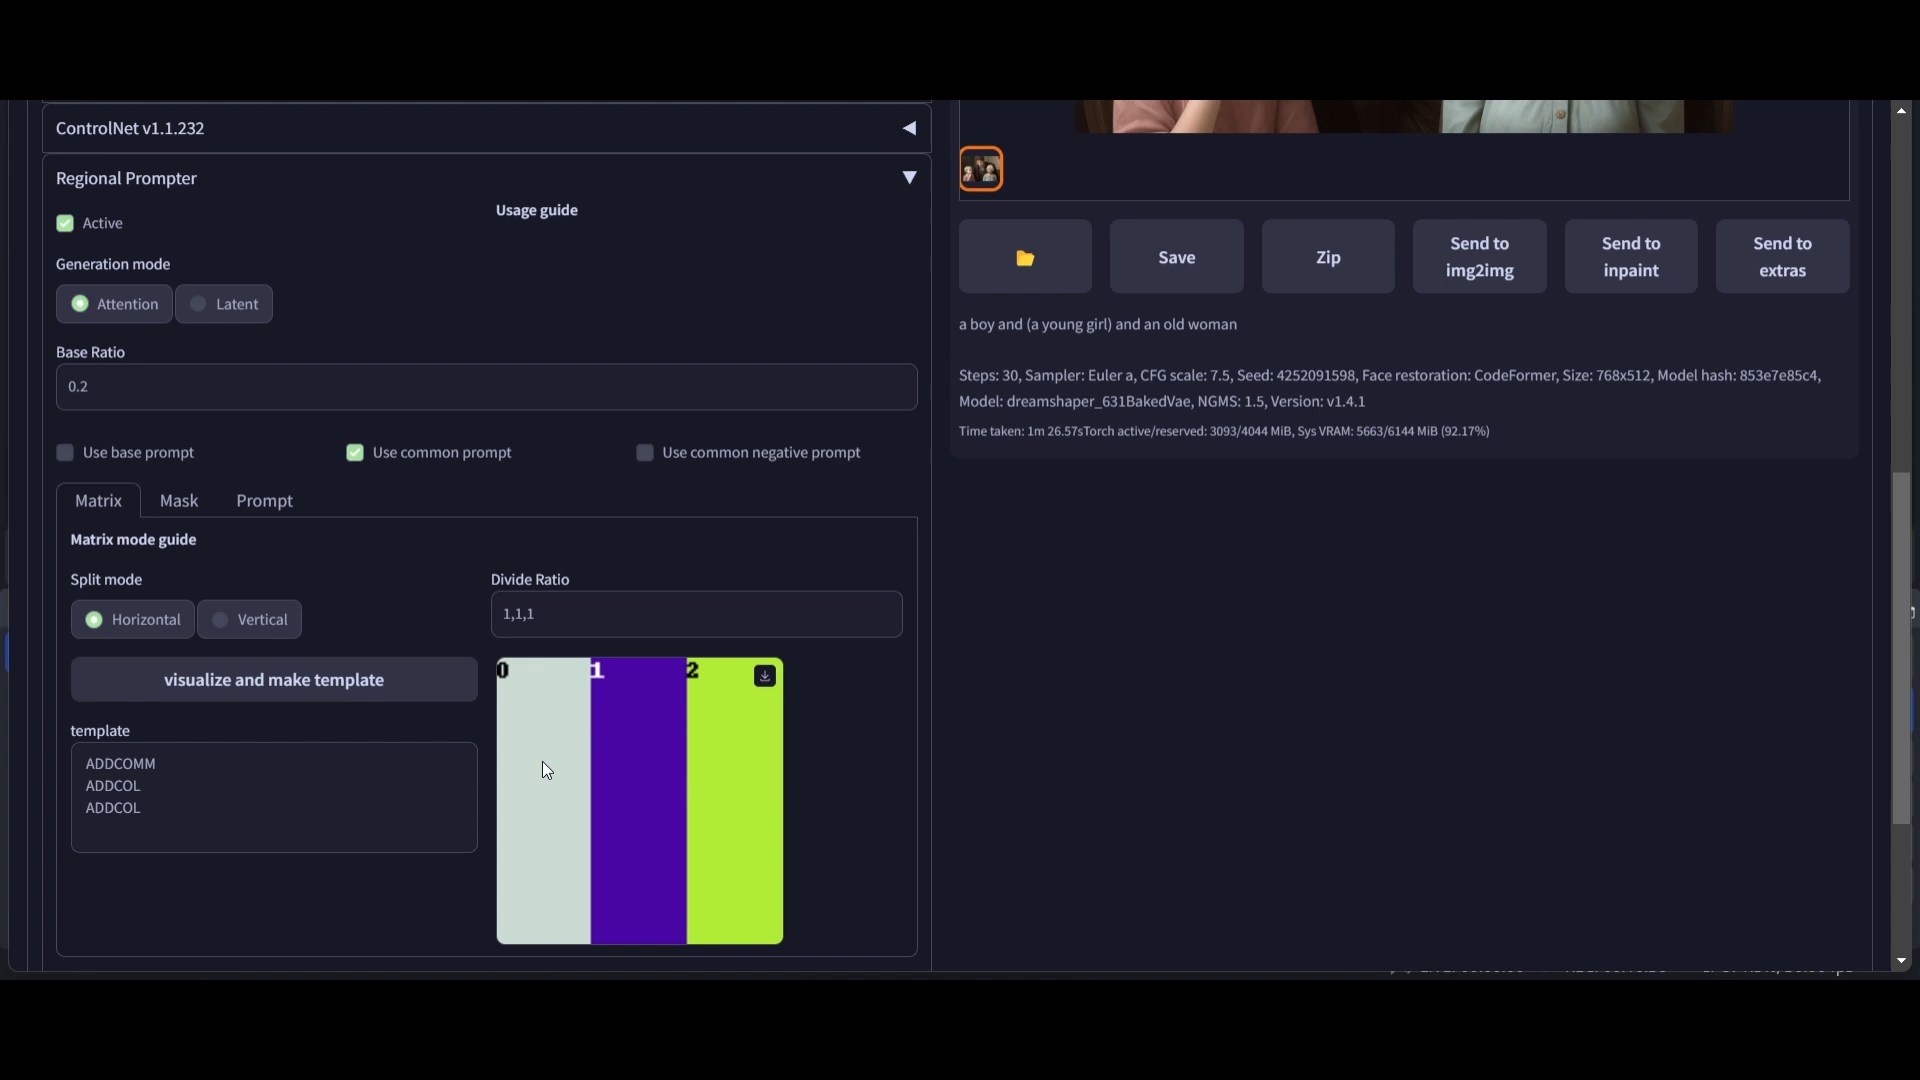 ControlNet v1.1.232
Regional Prompter
Usage guide
Active
Generation mode
Attention
Latent
Base Ratio
0.2
Use base prompt
Use common prompt
Use common negative prompt
Matrix
Mask
Prompt
Matrix mode guide
Split mode
Divide Ratio
Horizontal
Vertical
1,1,1
visualize and make template
0
1
2
template
ADDCOMM
ADDCOL
ADDCOL
Save
Zip
Send to
img2img
Send to
inpaint
Send to
extras
a boy and (a young girl) and an old woman
Steps: 30, Sampler: Euler a, CFG scale: 7.5, Seed: 4252091598, Face restoration: CodeFormer, Size: 768x512, Model hash: 853e7e85c4,
Model: dreamshaper_631BakedVae, NGMS: 1.5, Version: v1.4.1
Time taken: 1m 26.57sTorch active/reserved: 3093/4044 MiB, Sys VRAM: 5663/6144 MiB (92.17%)